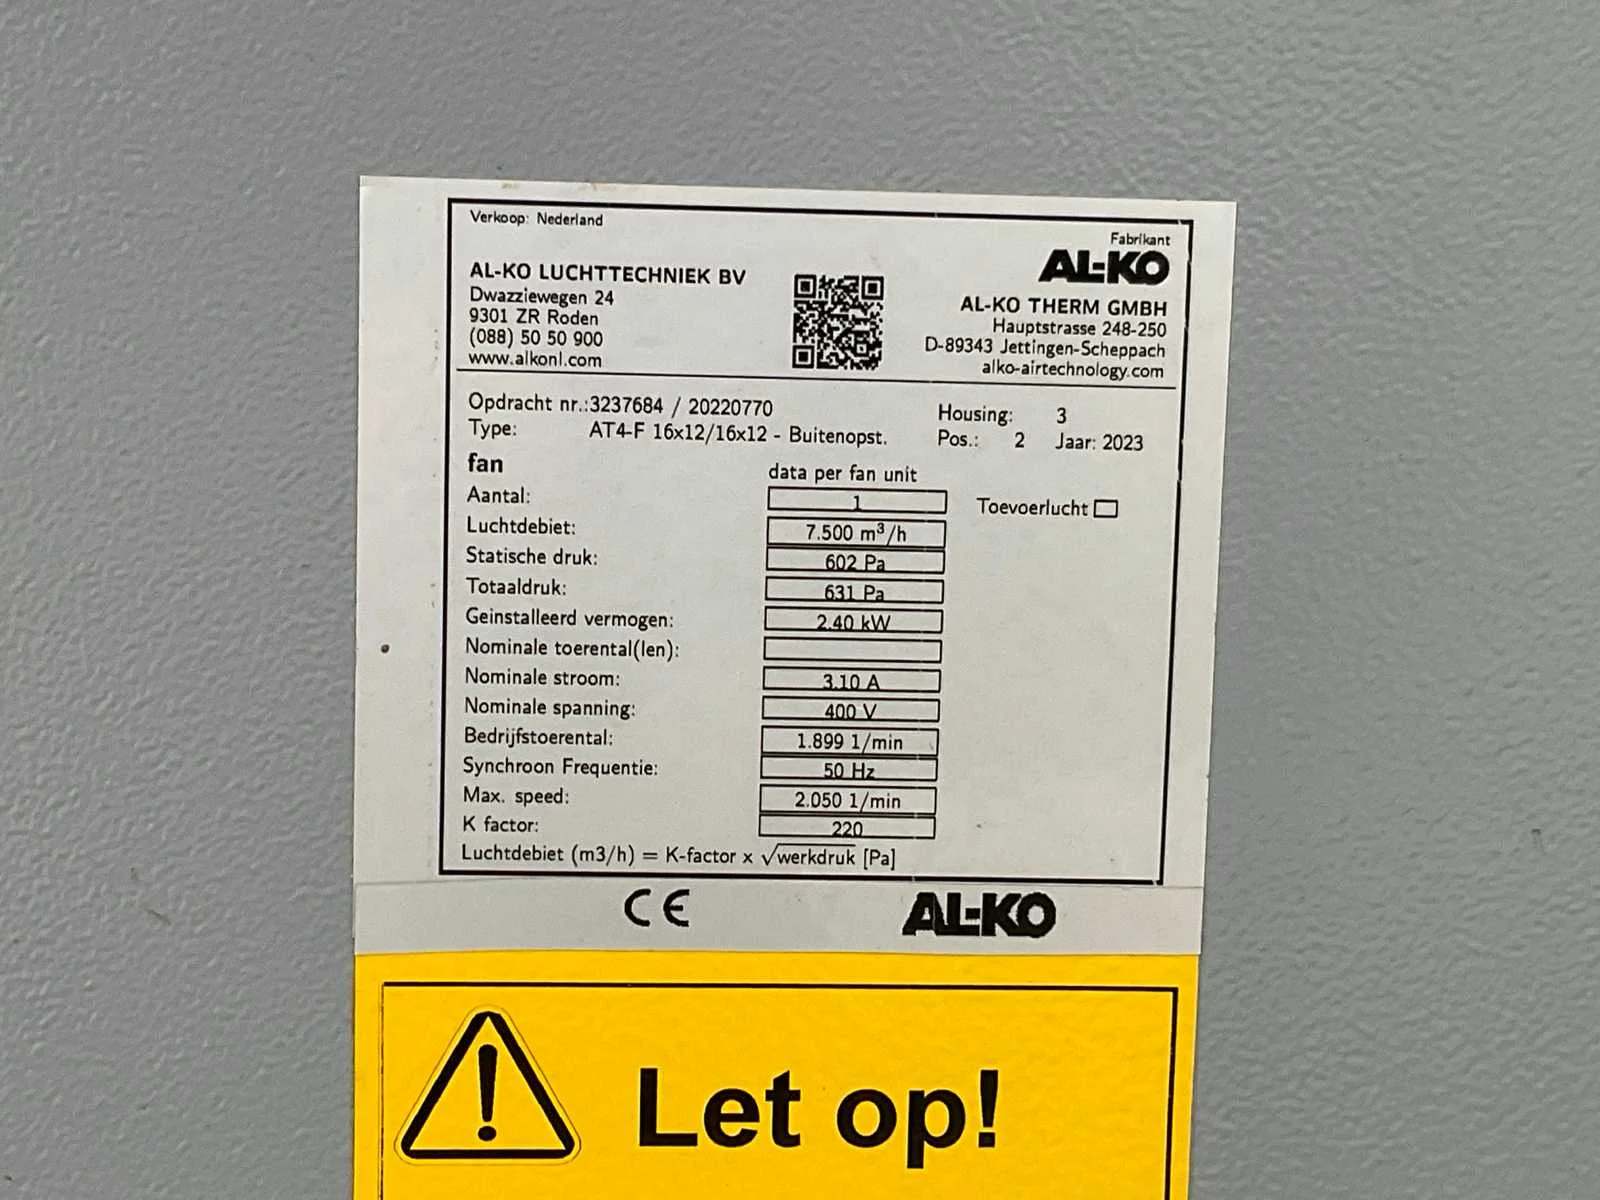 Verkoop: Nederland
Fabrikant
AL-KO
AL-KO LUCHTTECHNIEK BV
Dwazziewegen 24
9301 ZR Roden
(088) 50 50 900
www.alkonl.com
AL-KO THERM GMBH
Hauptstrasse 248-250
D-89343 Jettingen-Scheppach
alko-airtechnology.com
Opdracht nr.:3237684 / 20220770 Housing: 3
Type: AT4-F 16x12/16x12 - Buitenopst. Pos.: 2 Jaar: 2023
fan data per fan unit
Aantal: 1 Toevoerlucht
Luchtdebiet: 7.500 m³/h
Statische druk: 602 Pa
Totaaldruk: 631 Pa
Geinstalleerd vermogen: 2.40 kW
Nominale toerental(len):
Nominale stroom: 3.10 A
Nominale spanning: 400 V
Bedrijfstoerental: 1.899 1/min
Synchroon Frequentie: 50 Hz
Max. speed: 2.050 1/min
K factor: 220
Luchtdebiet (m3/h) = K-factor x √werkdruk [Pa]
CE AL-KO
Let op!